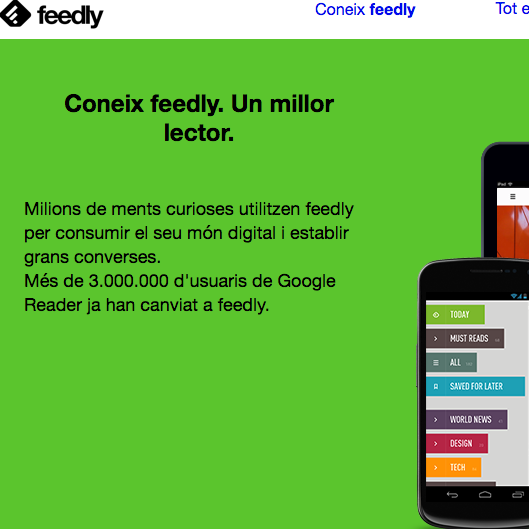 feedly
Coneix feedly
Tot e
Coneix feedly. Un millor
lector.
Milions de ments curioses utilitzen feedly
per consumir el seu món digital i establir
grans converses.
Més de 3.000.000 d'usuaris de Google
Reader ja han canviat a feedly.
iPad
TODAY
MUST READS
ALL
SAVED FOR LATER
WORLD NEWS
DESIGN
TECH